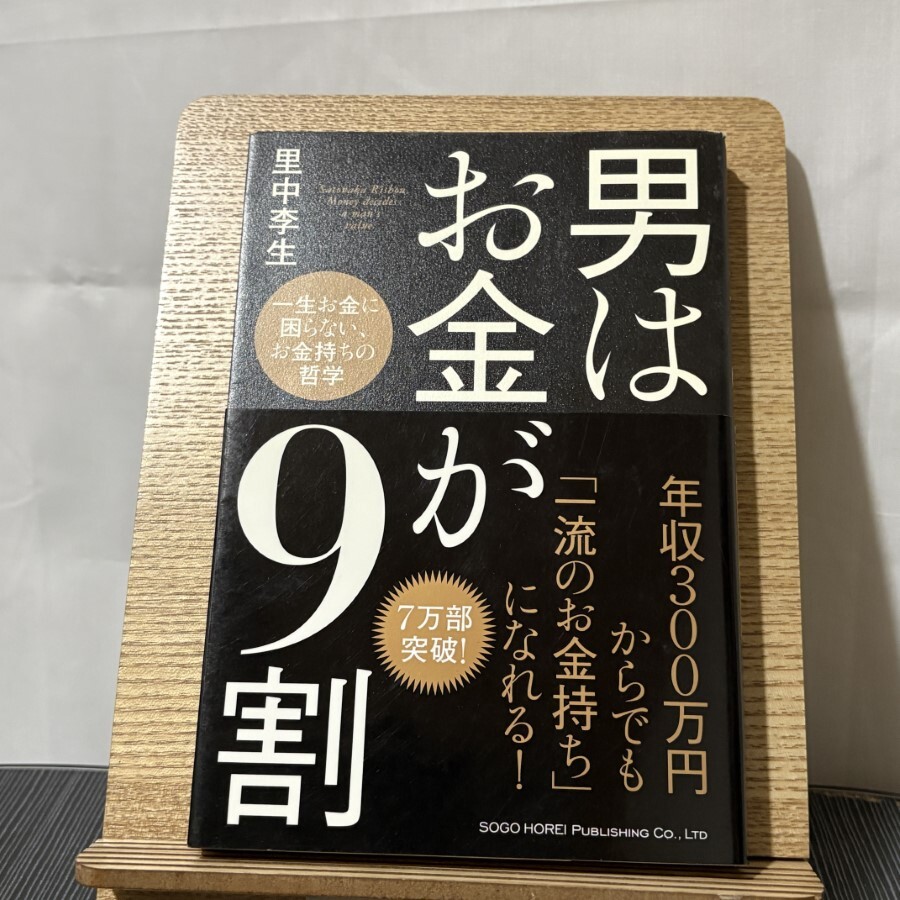 男は
お金が
9割
里中李生
Satonaka Rishou
Money decides
a man's
value
一生お金に
困らない、
お金持ちの
哲学
年収300万円
からでも
「一流のお金持ち」
になれる!
7万部
突破!
SOGO HOREI PUBLISHING CO., LTD